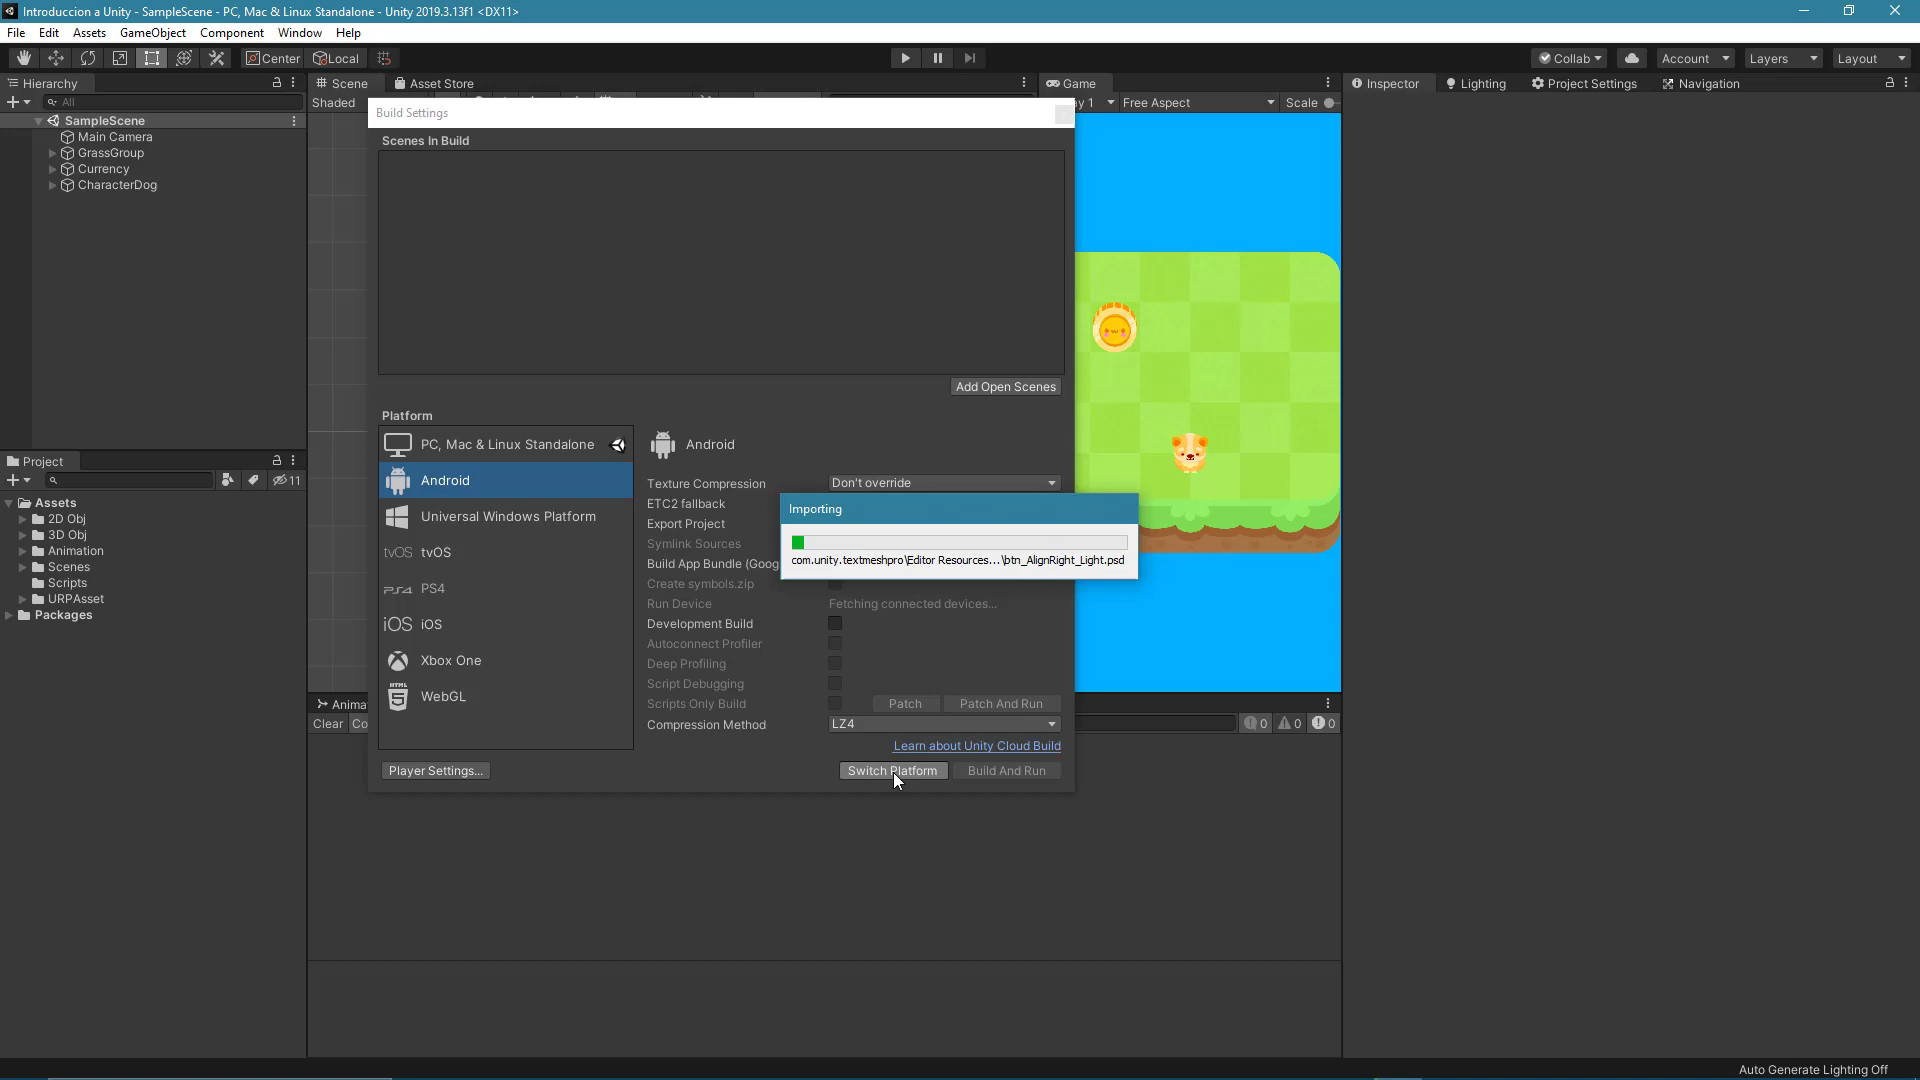 Introduccion a Unity - SampleScene - PC, Mac & Linux Standalone - Unity 2019.3.13f1 <DX11>
File Edit Assets GameObject Component Window Help
Center Local Collab Account Layers Layout
Hierarchy
All
SampleScene
Main Camera
GrassGroup
Currency
CharacterDog
Project
11
Assets
2D Obj
3D Obj
Animation
Scenes
Scripts
URPAsset
Packages
Scene Asset Store
Shaded
Build Settings
Scenes In Build
Add Open Scenes
Platform
PC, Mac & Linux Standalone
Android
Universal Windows Platform
tvOS tvOS
PS4
iOS iOS
Xbox One
HTML 5 WebGL
Player Settings...
Android
Texture Compression Don't override
ETC2 fallback
Export Project
Symlink Sources
Build App Bundle (Goog
Create symbols.zip
Run Device Fetching connected devices...
Development Build
Autoconnect Profiler
Deep Profiling
Script Debugging
Scripts Only Build Patch Patch And Run
Compression Method LZ4
Learn about Unity Cloud Build
Switch Platform Build And Run
Importing
com.unity.textmeshpro\Editor Resources...\btn_AlignRight_Light.psd
Game
ay 1 Free Aspect Scale
Anima
Clear Co 0 0 0
Inspector Lighting Project Settings Navigation
Auto Generate Lighting Off